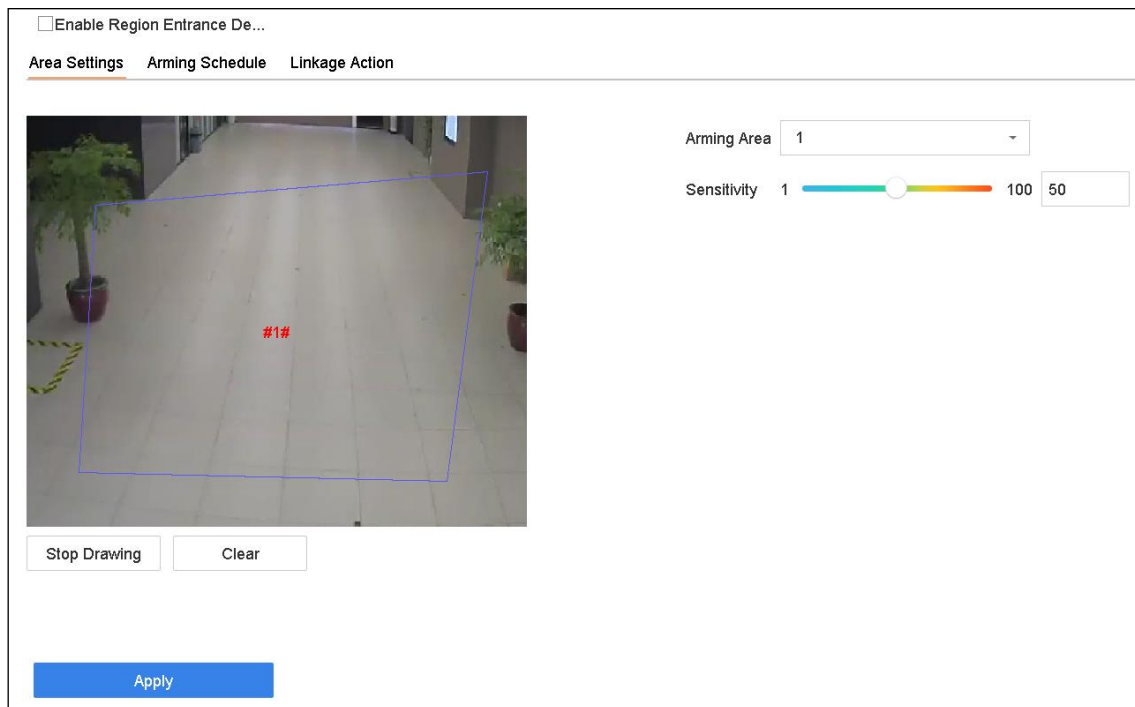 Enable Region Entrance De...
Area Settings Arming Schedule Linkage Action
Arming Area 1
Sensitivity 1 100 50
#1#
Stop Drawing Clear
Apply